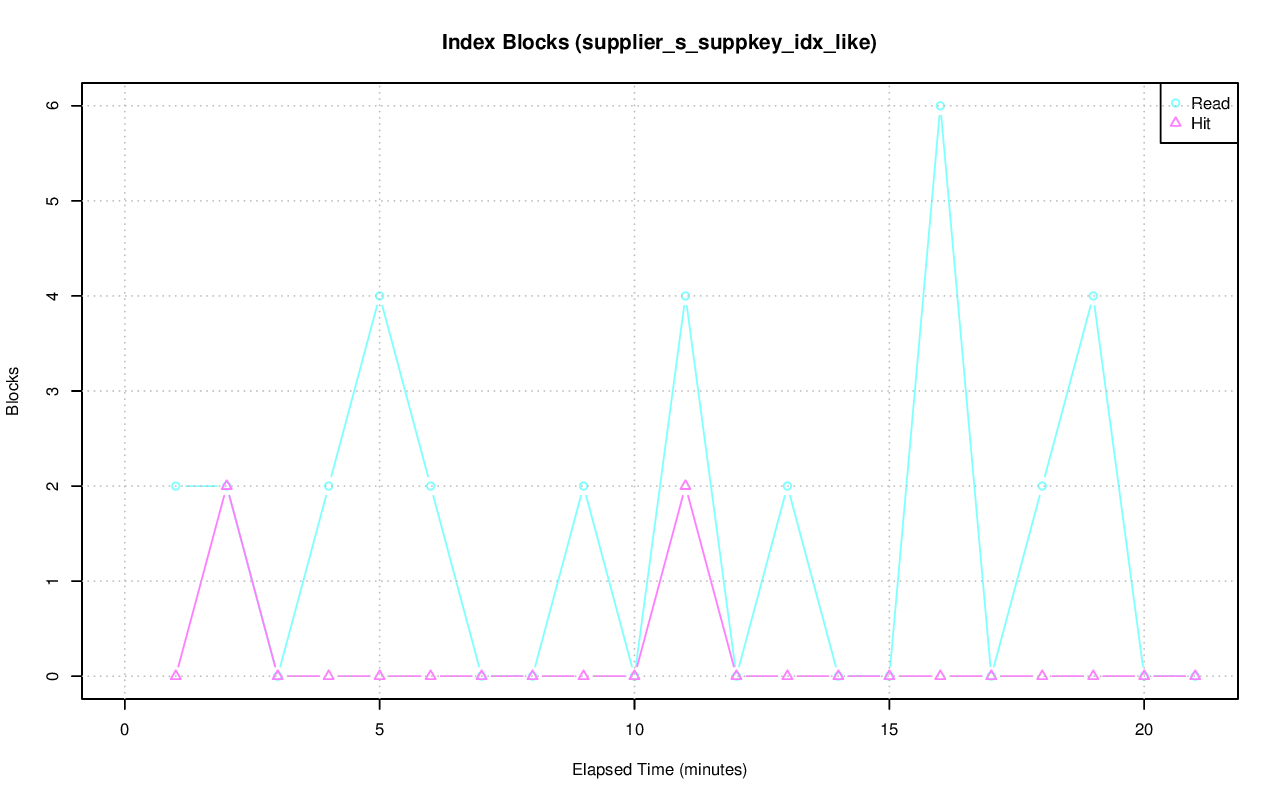 Index Blocks (supplier_s_suppkey_idx_like)
Read
Hit
6
5
4
3
2
1
0
Blocks
0 5 10 15 20
Elapsed Time (minutes)